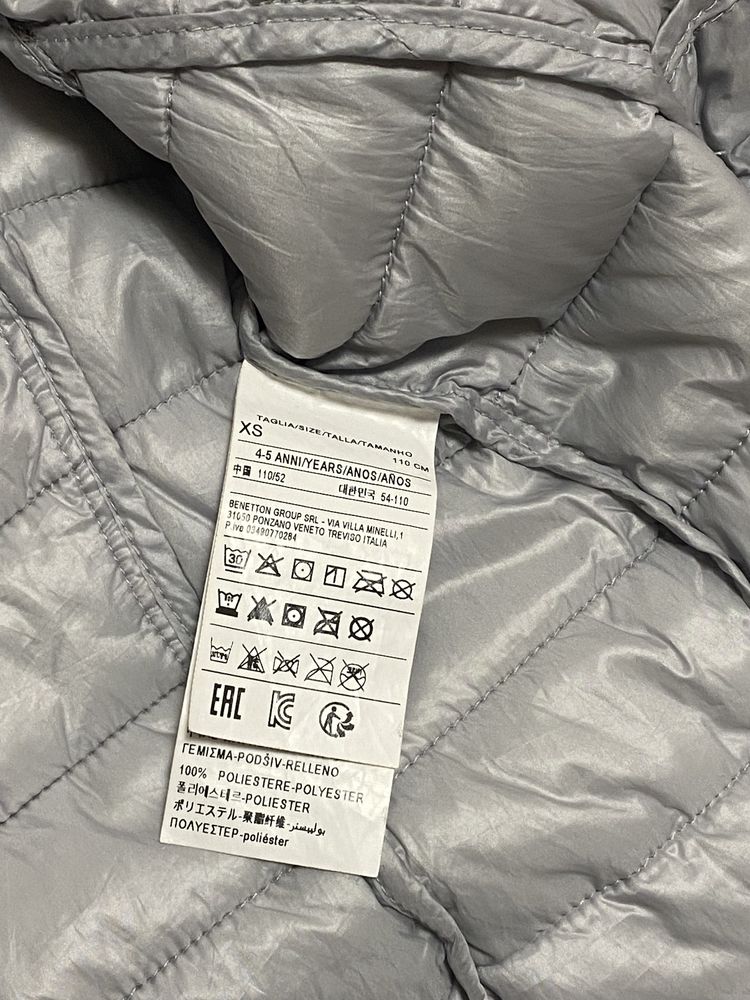 TAGLIA/SIZE/TALLA/TAMANHO
XS 110 CM
4-5 ANNI/YEARS/ANOS/AÑOS
中国 110/52 대한민국 54-110
BENETTON GROUP SRL - VIA VILLA MINELLI,1
31050 PONZANO VENETO TREVISO ITALIA
P iva 03490770264
30
EAC
ΓΕΜΙΣΜΑ-PODŠIV-RELLENO
100% POLIESTERE-POLYESTER
폴리에스테르-POLIESTER
ポリエステル-聚酯纤维-بوليستر
ΠΟΛΥΕΣΤΕΡ-poliéster